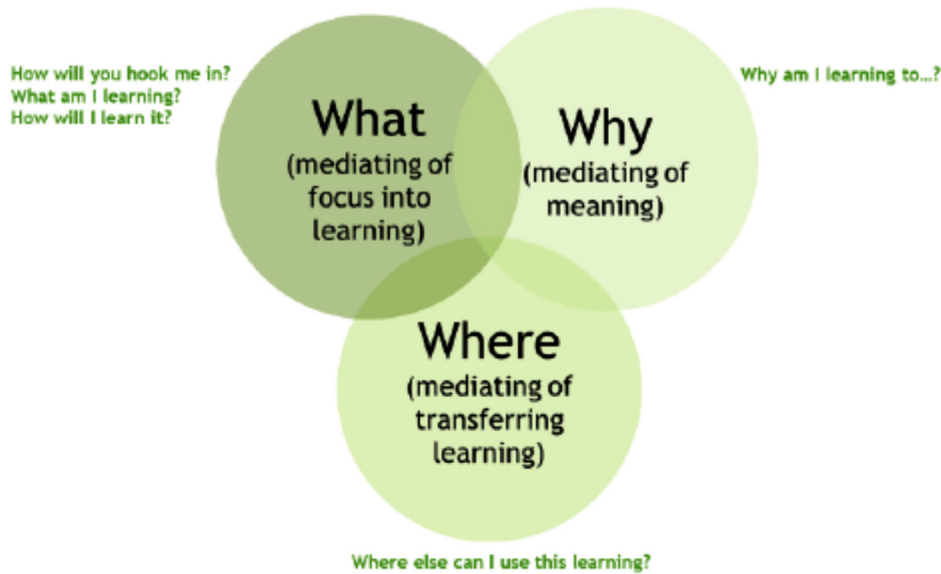 How will you hook me in?
What am I learning?
How will I learn it?
What
(mediating of
focus into
learning)
Why
(mediating of
meaning)
Why am I learning to…?
Where
(mediating of
transferring
learning)
Where else can I use this learning?